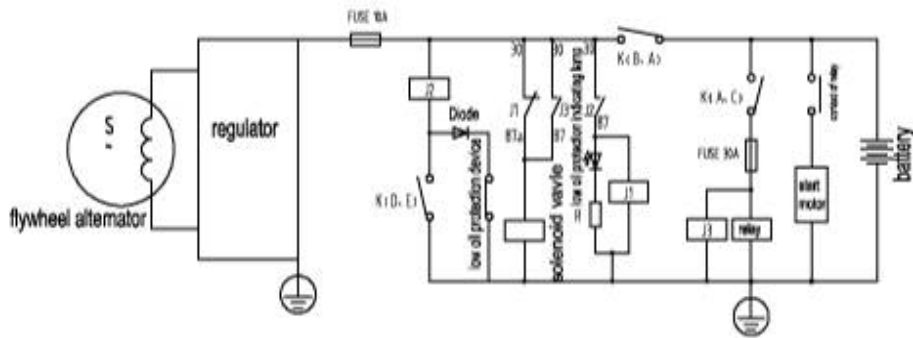 FUSE 10A
30
30
30
K( B、A)
J2
J1
J3
J2
K( A、C)
contact of relay
S
regulator
Diode
87a
87
87
low oil protection indicating lamp
battery
FUSE 30A
low oil protection device
solenoid vavle
flywheel alternator
K( D、E)
H
J1
J3
relay
start
motor